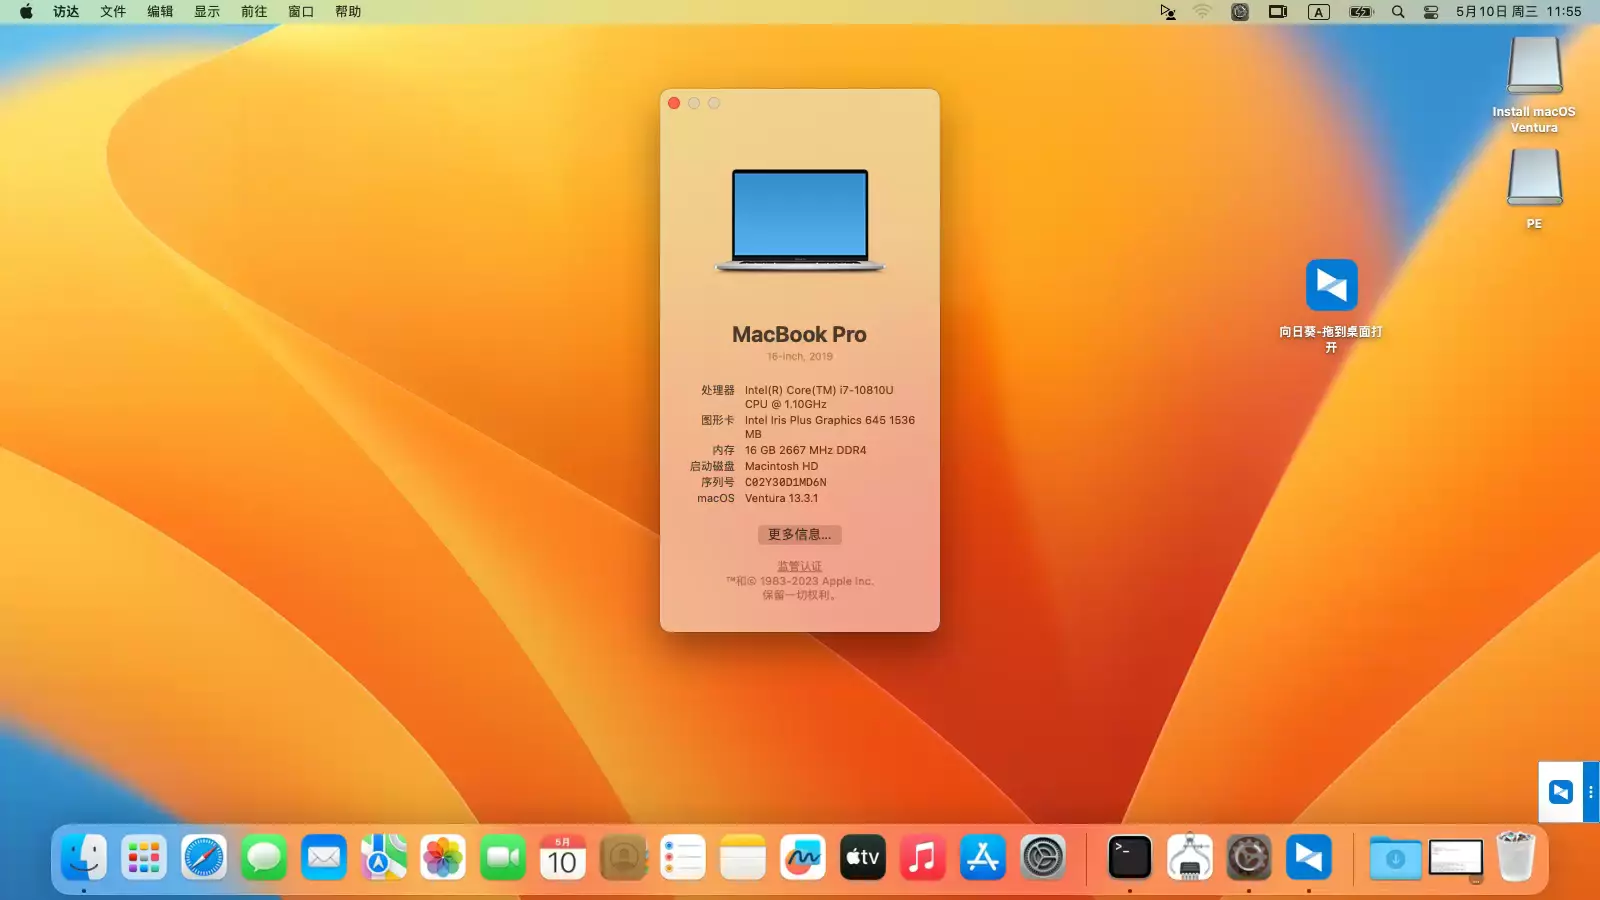 访达 文件 编辑 显示 前往 窗口 帮助 A 5月10日 周三 11:55
Install macOS
Ventura
PE
向日葵-拖到桌面打
开
MacBook Pro
16-inch, 2019
处理器 Intel(R) Core(TM) i7-10810U
CPU @ 1.10GHz
图形卡 Intel Iris Plus Graphics 645 1536
MB
内存 16 GB 2667 MHz DDR4
启动磁盘 Macintosh HD
序列号 C02Y30D1MD6N
macOS Ventura 13.3.1
更多信息...
监管认证
™和© 1983-2023 Apple Inc.
保留一切权利。
5月
10
tv
>_